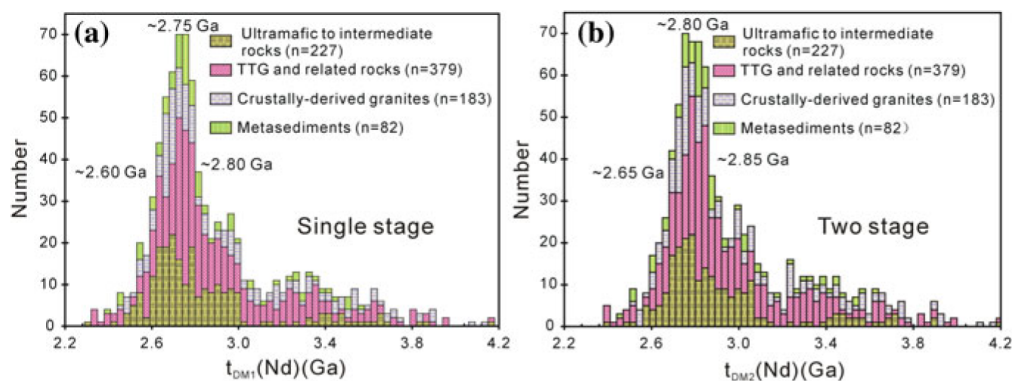 (a)
~2.75 Ga
Ultramafic to intermediate
rocks (n=227)
TTG and related rocks (n=379)
Crustally-derived granites (n=183)
Metasediments (n=82)
~2.60 Ga
~2.80 Ga
Single stage
Number
70
60
50
40
30
20
10
0
2.2
2.6
3.0
3.4
3.8
4.2
tDM1(Nd)(Ga)
(b)
~2.80 Ga
Ultramafic to intermediate
rocks (n=227)
TTG and related rocks (n=379)
Crustally-derived granites (n=183)
Metasediments (n=82）
~2.65 Ga
~2.85 Ga
Two stage
Number
70
60
50
40
30
20
10
0
2.2
2.6
3.0
3.4
3.8
4.2
tDM2(Nd)(Ga)